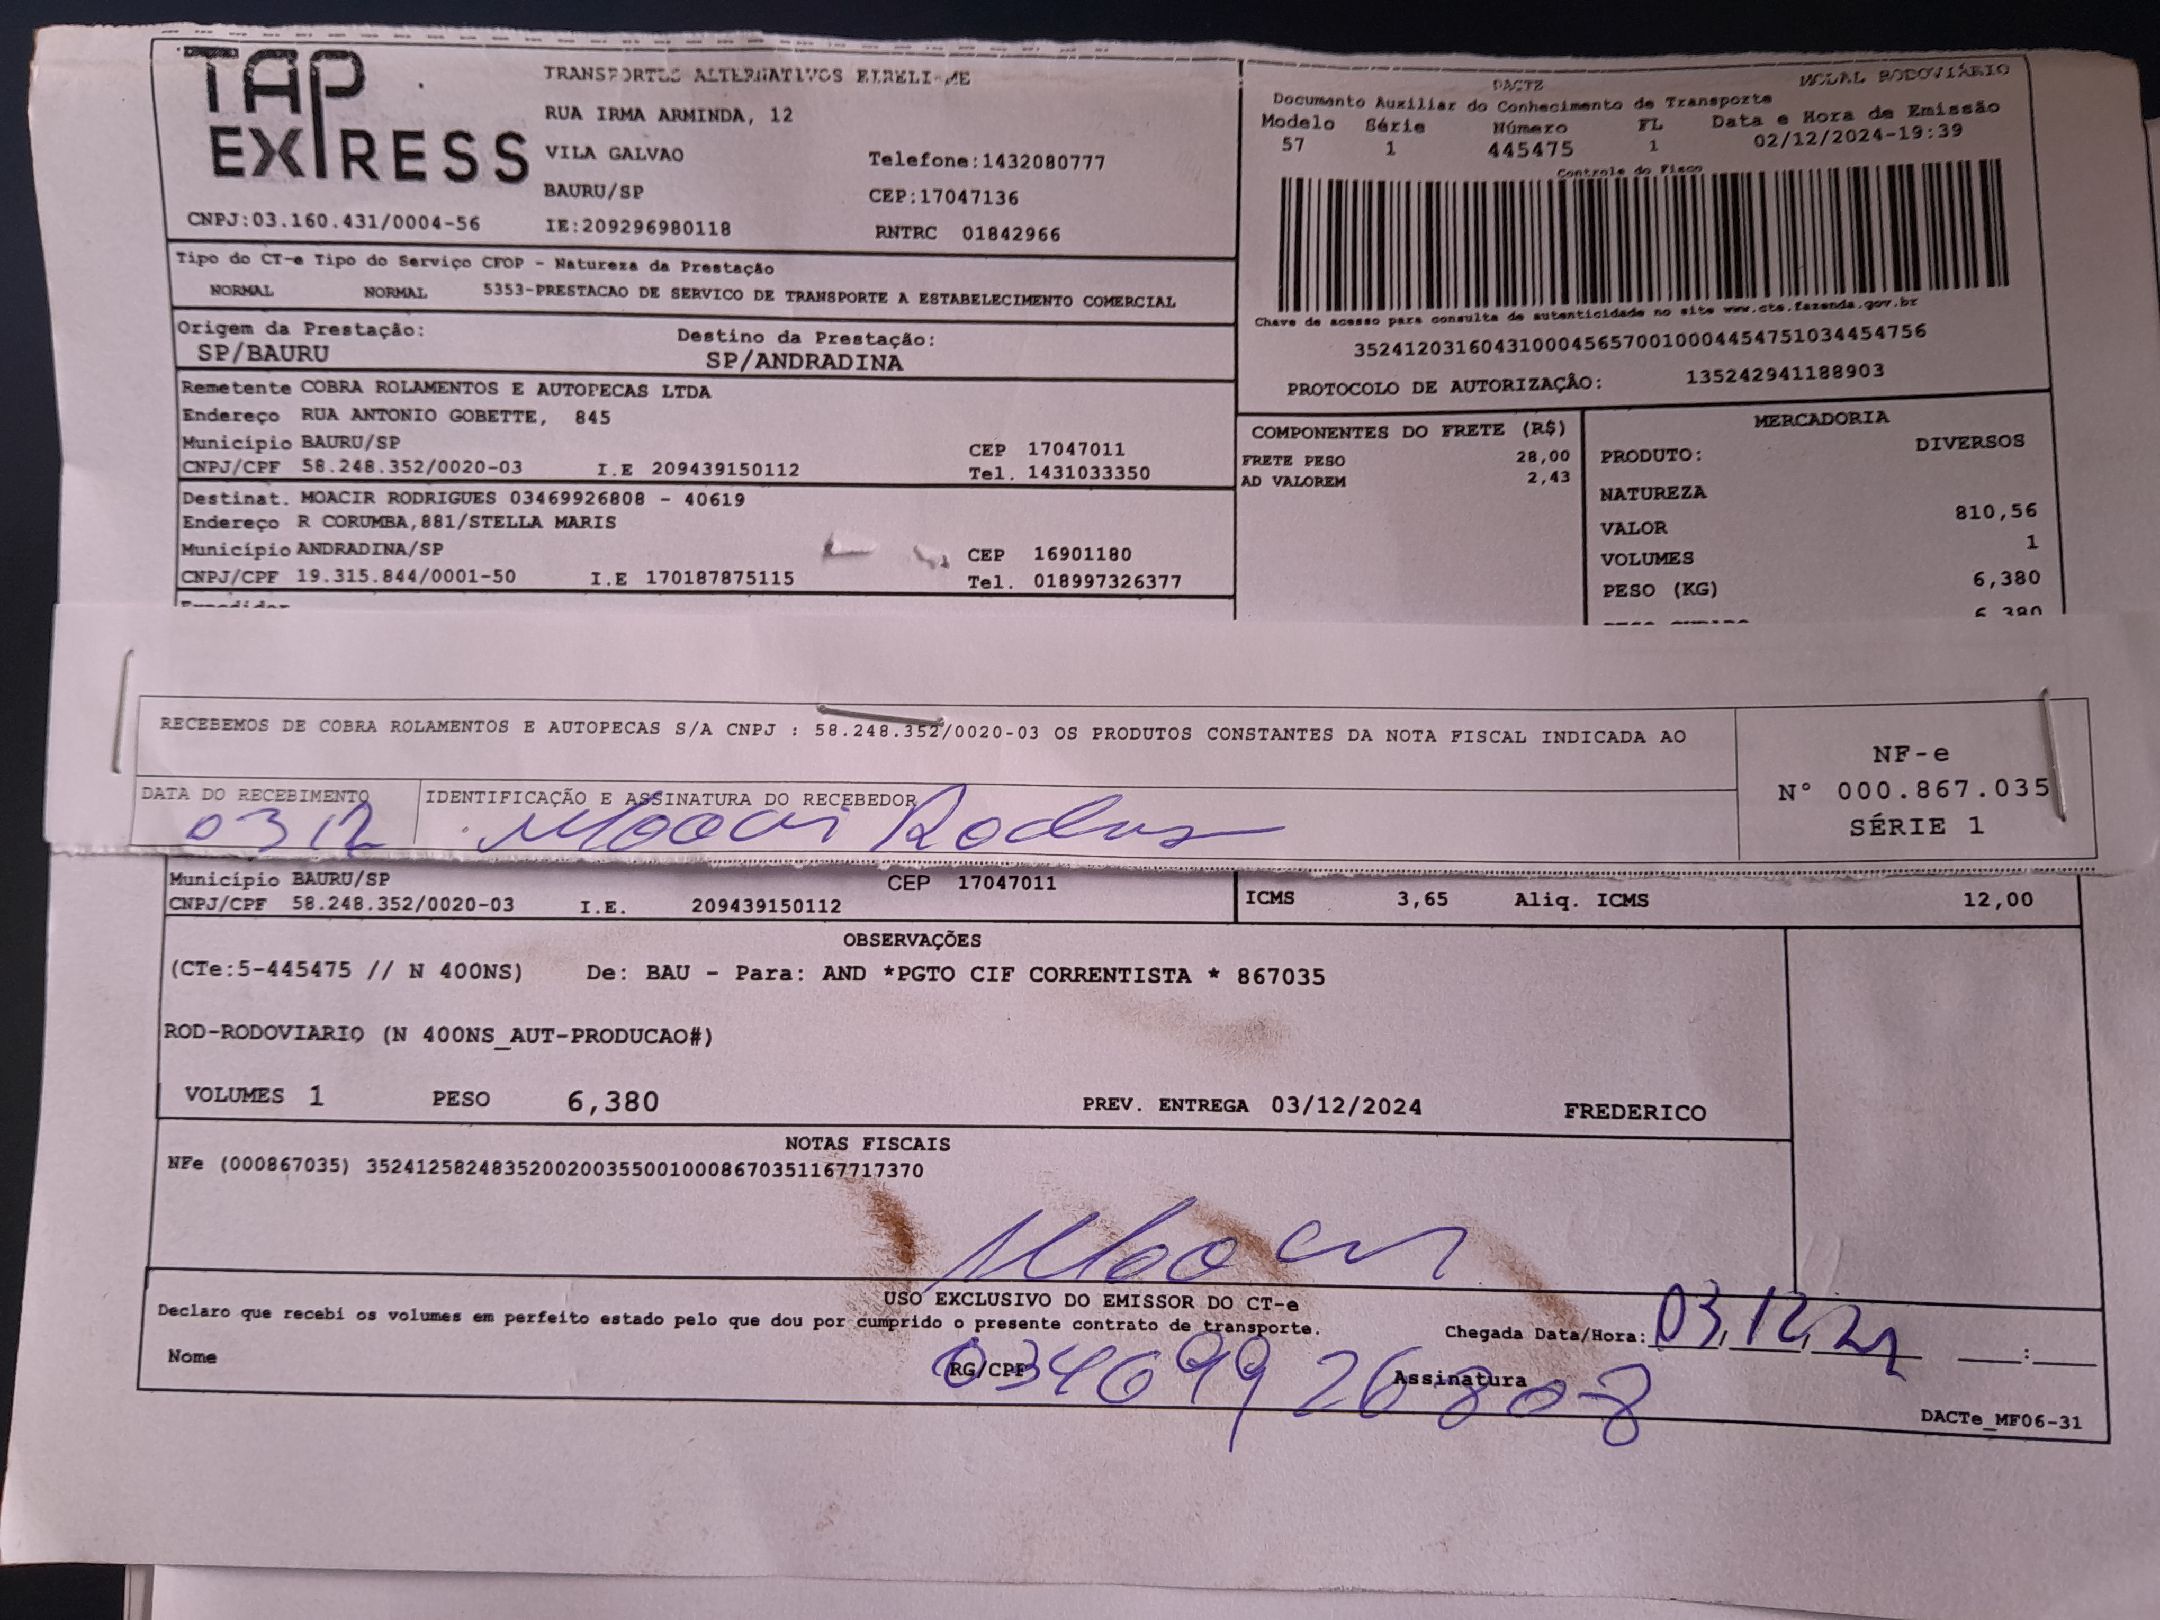 TAP
EXPRESS
TRANSPORTES ALTERNATIVOS EIRELI-ME
RUA IRMA ARMINDA, 12
VILA GALVAO
Telefone:1432080777
BAURU/SP
CEP:17047136
CNPJ:03.160.431/0004-56
IE:209296980118
RNTRC 01842966
DACTE
MODAL RODOVIÁRIO
Documento Auxiliar do Conhecimento de Transporte
Modelo Série Número FL Data e Hora de Emissão
57 1 445475 1 02/12/2024-19:39
Controle do Fisco
Chave de acesso para consulta de autenticidade no site www.cte.fazenda.gov.br
35241203160431000456570010004454751034454756
PROTOCOLO DE AUTORIZAÇÃO: 135242941188903
Tipo do CT-e Tipo do Serviço CFOP - Natureza da Prestação
NORMAL NORMAL 5353-PRESTACAO DE SERVICO DE TRANSPORTE A ESTABELECIMENTO COMERCIAL
Origem da Prestação: Destino da Prestação:
SP/BAURU SP/ANDRADINA
Remetente COBRA ROLAMENTOS E AUTOPECAS LTDA
Endereço RUA ANTONIO GOBETTE, 845
Município BAURU/SP CEP 17047011
CNPJ/CPF 58.248.352/0020-03 I.E 209439150112 Tel. 1431033350
Destinat. MOACIR RODRIGUES 03469926808 - 40619
Endereço R CORUMBA,881/STELLA MARIS
Município ANDRADINA/SP CEP 16901180
CNPJ/CPF 19.315.844/0001-50 I.E 170187875115 Tel. 018997326377
COMPONENTES DO FRETE (R$)
FRETE PESO 28,00
AD VALOREM 2,43
MERCADORIA
PRODUTO: DIVERSOS
NATUREZA
VALOR 810,56
VOLUMES 1
PESO (KG) 6,380
6,380
RECEBEMOS DE COBRA ROLAMENTOS E AUTOPECAS S/A CNPJ : 58.248.352/0020-03 OS PRODUTOS CONSTANTES DA NOTA FISCAL INDICADA AO
NF-e
Nº 000.867.035
SÉRIE 1
DATA DO RECEBIMENTO IDENTIFICAÇÃO E ASSINATURA DO RECEBEDOR
03 12 Moacir
Município BAURU/SP CEP 17047011
CNPJ/CPF 58.248.352/0020-03 I.E. 209439150112
ICMS 3,65 Aliq. ICMS 12,00
OBSERVAÇÕES
(CTe:5-445475 // N 400NS) De: BAU - Para: AND *PGTO CIF CORRENTISTA * 867035
ROD-RODOVIARIO (N 400NS_AUT-PRODUCAO#)
VOLUMES 1 PESO 6,380 PREV. ENTREGA 03/12/2024 FREDERICO
NOTAS FISCAIS
NFe (000867035) 35241258248352002003550010008670351167717370
Moacir
USO EXCLUSIVO DO EMISSOR DO CT-e
Declaro que recebi os volumes em perfeito estado pelo que dou por cumprido o presente contrato de transporte.
Chegada Data/Hora: 03,12,24 :
Nome RG/CPF Assinatura
034699 26808
DACTe_MF06-31